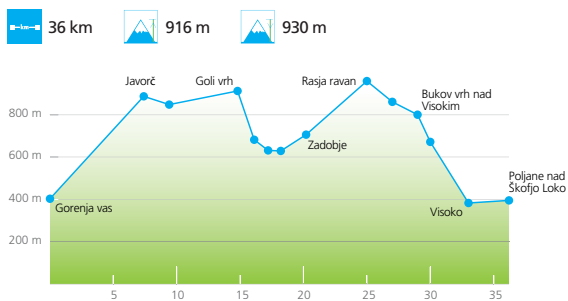 km
36 km
916 m
930 m
Javorč
Goli vrh
Rasja ravan
Bukov vrh nad
Visokim
800 m
Zadobje
600 m
Poljane nad
Škofjo Loko
400 m
Gorenja vas
Visoko
200 m
5
10
15
20
25
30
35